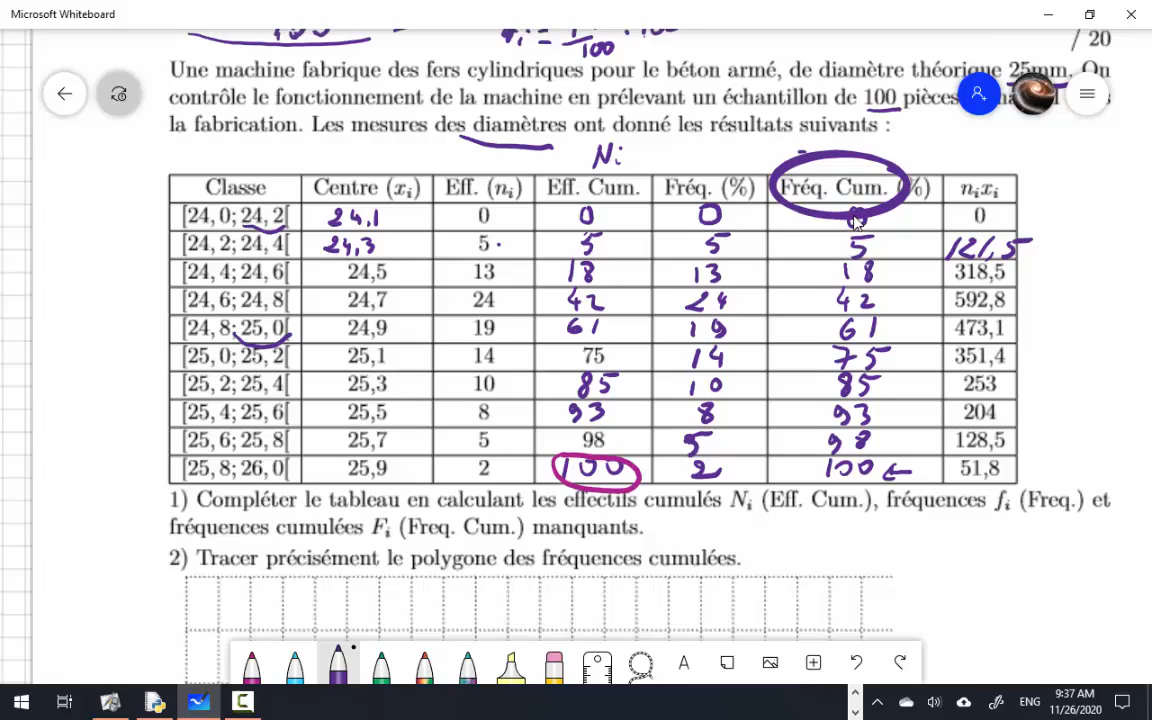 Microsoft Whiteboard
/ 20
Une machine fabrique des fers cylindriques pour le béton armé, de diamètre théorique 25mm. On
contrôle le fonctionnement de la machine en prélevant un échantillon de 100 pièces
la fabrication. Les mesures des diamètres ont donné les résultats suivants :
Ni
Classe Centre (xi) Eff. (ni) Eff. Cum. Fréq. (%) Fréq. Cum. (%) nixi
[24, 0; 24, 2[ 24,1 0 0 0 0 0
[24, 2; 24, 4[ 24,3 5 5 5 5 121,5
[24, 4; 24, 6[ 24,5 13 18 13 18 318,5
[24, 6; 24, 8[ 24,7 24 42 24 42 592,8
[24, 8; 25, 0[ 24,9 19 61 19 61 473,1
[25, 0; 25, 2[ 25,1 14 75 14 75 351,4
[25, 2; 25, 4[ 25,3 10 85 10 85 253
[25, 4; 25, 6[ 25,5 8 93 8 93 204
[25, 6; 25, 8[ 25,7 5 98 5 98 128,5
[25, 8; 26, 0[ 25,9 2 100 2 100 ← 51,8
1) Compléter le tableau en calculant les effectifs cumulés Ni (Eff. Cum.), fréquences fi (Freq.) et
fréquences cumulées Fi (Freq. Cum.) manquants.
2) Tracer précisément le polygone des fréquences cumulées.
A
ENG
9:37 AM
11/26/2020